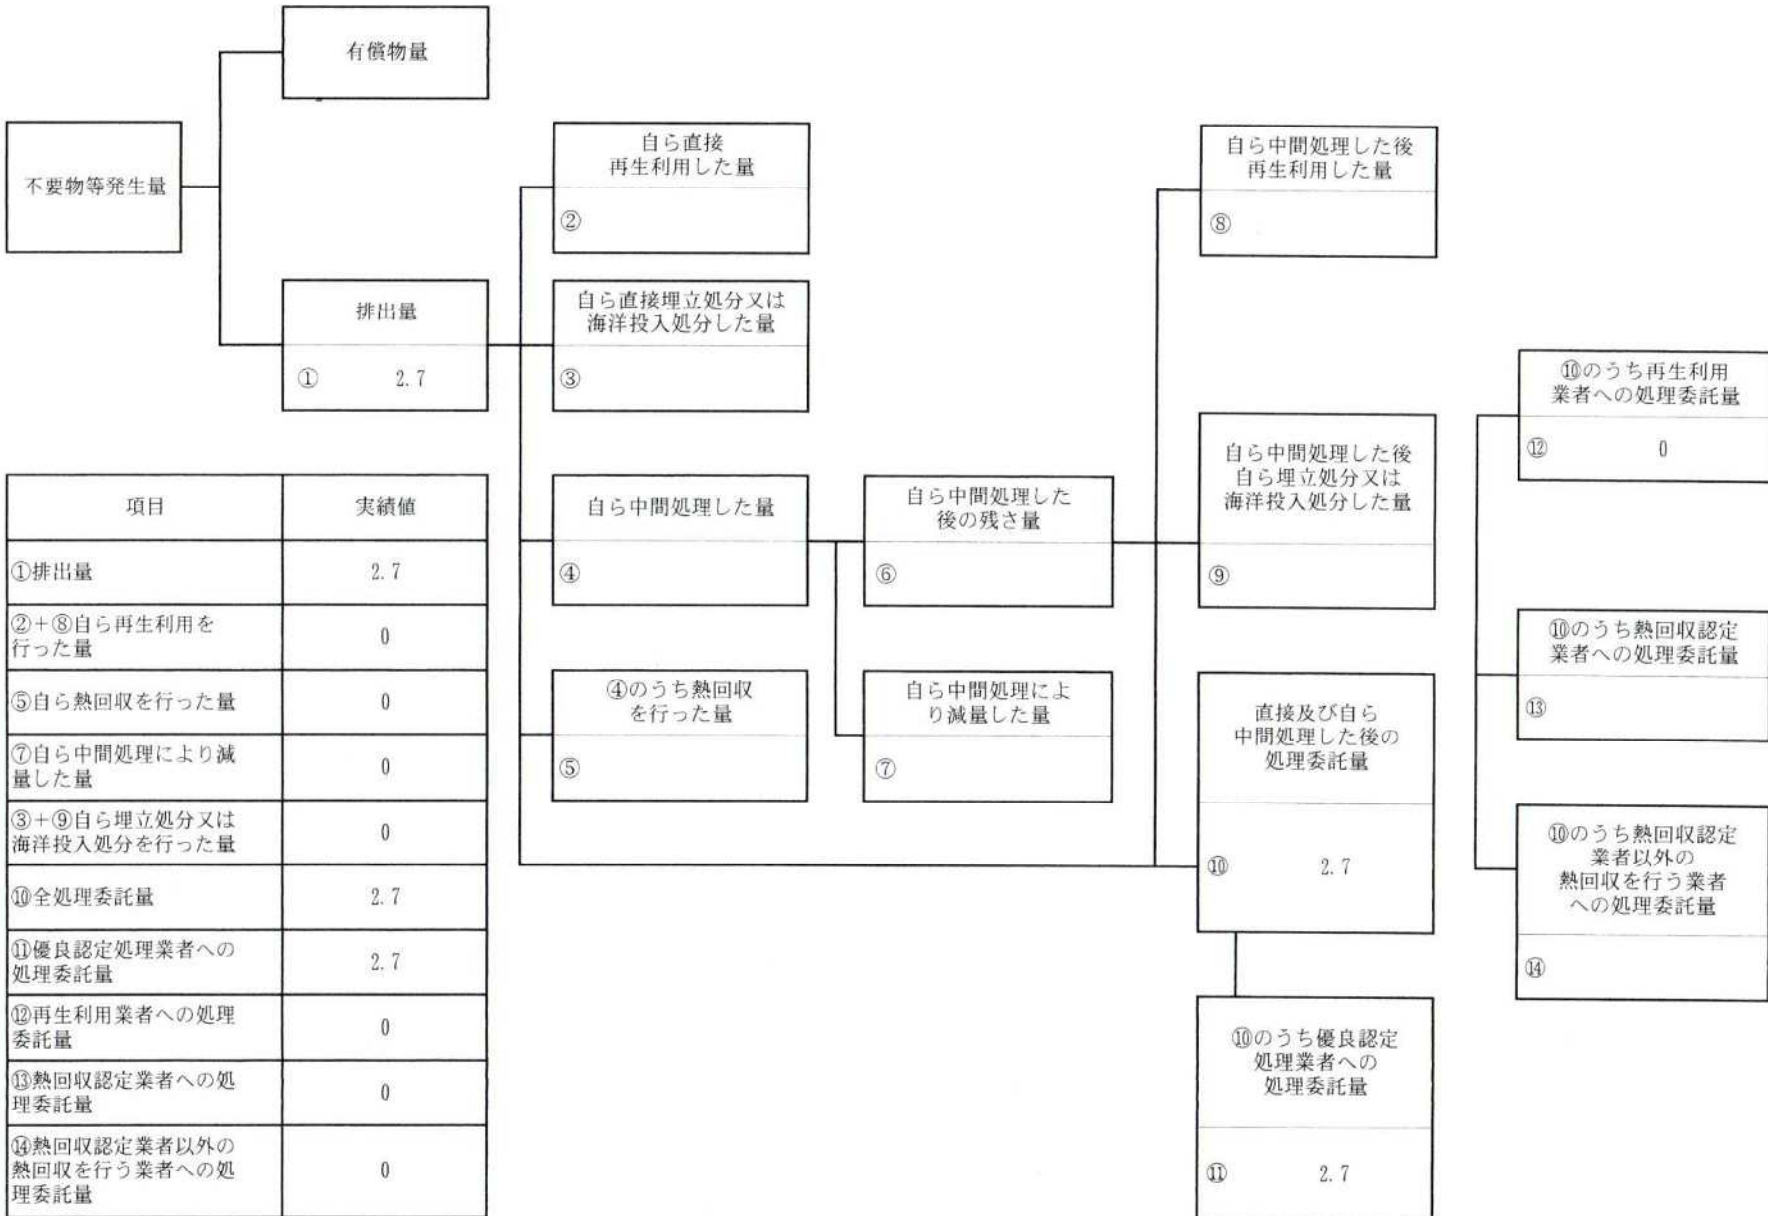 有償物量
不要物等発生量
排出量
① 2.7
自ら直接
再生利用した量
②
自ら直接埋立処分又は
海洋投入処分した量
③
自ら中間処理した量
④
④のうち熱回収
を行った量
⑤
自ら中間処理した
後の残さ量
⑥
自ら中間処理によ
り減量した量
⑦
自ら中間処理した後
再生利用した量
⑧
自ら中間処理した後
自ら埋立処分又は
海洋投入処分した量
⑨
直接及び自ら
中間処理した後の
処理委託量
⑩ 2.7
⑩のうち優良認定
処理業者への
処理委託量
⑪ 2.7
⑩のうち再生利用
業者への処理委託量
⑫ 0
⑩のうち熱回収認定
業者への処理委託量
⑬
⑩のうち熱回収認定
業者以外の
熱回収を行う業者
への処理委託量
⑭
項目 実績値
①排出量 2.7
②+⑧自ら再生利用を
行った量 0
⑤自ら熱回収を行った量 0
⑦自ら中間処理により減
量した量 0
③+⑨自ら埋立処分又は
海洋投入処分を行った量 0
⑩全処理委託量 2.7
⑪優良認定処理業者への
処理委託量 2.7
⑫再生利用業者への処理
委託量 0
⑬熱回収認定業者への処
理委託量 0
⑭熱回収認定業者以外の
熱回収を行う業者への処
理委託量 0